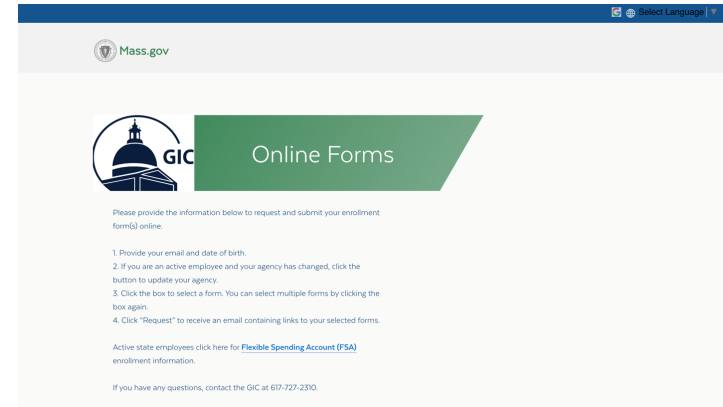 Select Language
Mass.gov
GIC
Online Forms
Please provide the information below to request and submit your enrollment
form(s) online.
1. Provide your email and date of birth.
2. If you are an active employee and your agency has changed, click the
button to update your agency.
3. Click the box to select a form. You can select multiple forms by clicking the
box again.
4. Click "Request" to receive an email containing links to your selected forms.
Active state employees click here for Flexible Spending Account (FSA)
enrollment information.
If you have any questions, contact the GIC at 617-727-2310.